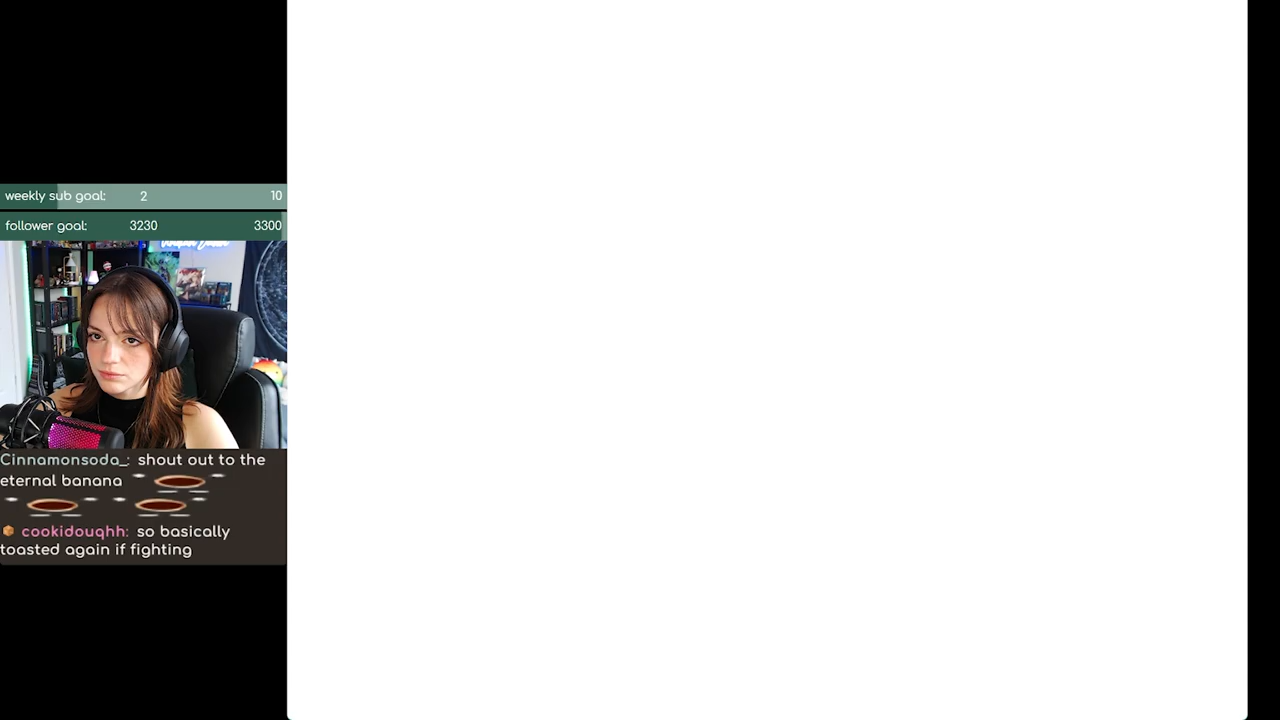 weekly sub goal: 2 10
follower goal: 3230 3300
Cinnamonsoda_: shout out to the
eternal banana
cookidouqhh: so basically
toasted again if fighting